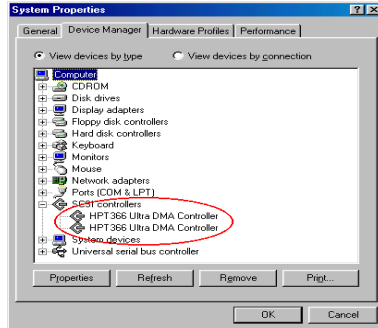 System Properties
General Device Manager Hardware Profiles Performance
View devices by type View devices by connection
Computer
CDROM
Disk drives
Display adapters
Floppy disk controllers
Hard disk controllers
Keyboard
Monitors
Mouse
Network adapters
Ports (COM & LPT)
SCSI controllers
HPT366 Ultra DMA Controller
HPT366 Ultra DMA Controller
System devices
Universal serial bus controller
Properties Refresh Remove Print...
OK Cancel